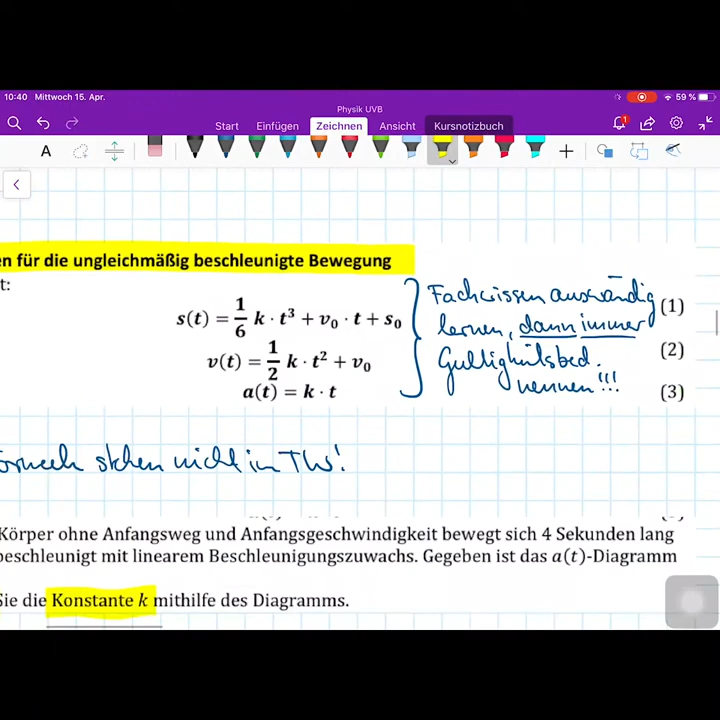 10:40 Mittwoch 15. Apr.
59 %
Physik UVB
Start Einfügen Zeichnen Ansicht Kursnotizbuch
1
A
en für die ungleichmäßig beschleunigte Bewegung
t:
s(t) = 1/6 k · t³ + v₀ · t + s₀
(1)
v(t) = 1/2 k · t² + v₀
(2)
a(t) = k · t
(3)
Fachwissen auswändig
lernen, dann immer
Gültigkeitsbed.
nennen!!!
stehen nicht in TW!
Körper ohne Anfangsweg und Anfangsgeschwindigkeit bewegt sich 4 Sekunden lang
beschleunigt mit linearem Beschleunigungszuwachs. Gegeben ist das a(t)-Diagramm
Sie die Konstante k mithilfe des Diagramms.